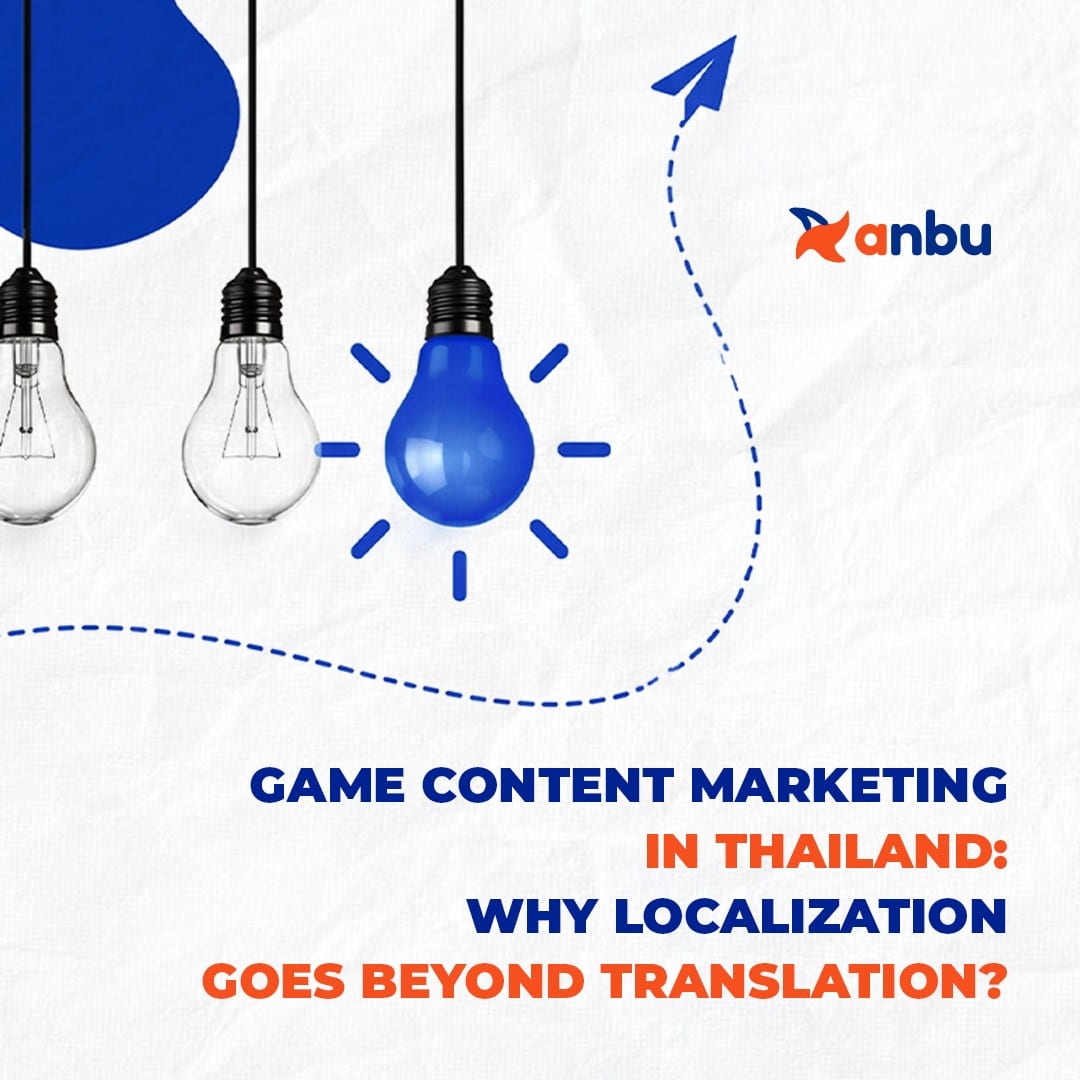 anbu
GAME CONTENT MARKETING
IN THAILAND:
WHY LOCALIZATION
GOES BEYOND TRANSLATION?